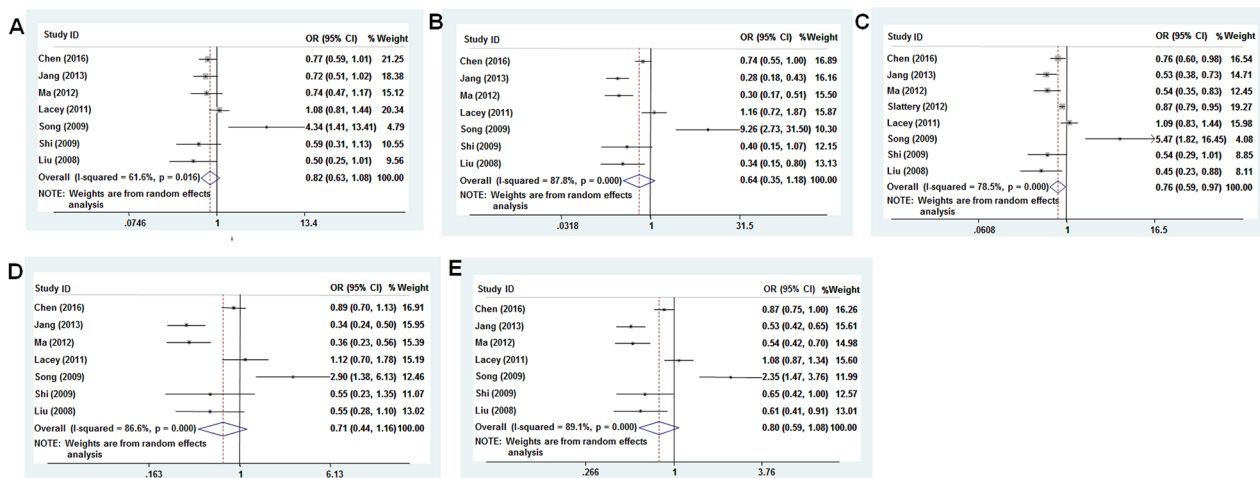 A
Study ID OR (95% CI) % Weight
Chen (2016) 0.77 (0.59, 1.01) 21.25
Jang (2013) 0.72 (0.51, 1.02) 18.38
Ma (2012) 0.74 (0.47, 1.17) 15.12
Lacey (2011) 1.08 (0.81, 1.44) 20.34
Song (2009) 4.34 (1.41, 13.41) 4.79
Shi (2009) 0.59 (0.31, 1.13) 10.55
Liu (2008) 0.50 (0.25, 1.01) 9.56
Overall (I-squared = 61.6%, p = 0.016) 0.82 (0.63, 1.08) 100.00
NOTE: Weights are from random effects
analysis
.0746 1 13.4
B
Study ID OR (95% CI) % Weight
Chen (2016) 0.74 (0.55, 1.00) 16.89
Jang (2013) 0.28 (0.18, 0.43) 16.16
Ma (2012) 0.30 (0.17, 0.51) 15.50
Lacey (2011) 1.16 (0.72, 1.87) 15.87
Song (2009) 9.26 (2.73, 31.50) 10.30
Shi (2009) 0.40 (0.15, 1.07) 12.15
Liu (2008) 0.34 (0.15, 0.80) 13.13
Overall (I-squared = 87.8%, p = 0.000) 0.64 (0.35, 1.18) 100.00
NOTE: Weights are from random effects
analysis
.0318 1 31.5
C
Study ID OR (95% CI) % Weight
Chen (2016) 0.76 (0.60, 0.98) 16.54
Jang (2013) 0.53 (0.38, 0.73) 14.71
Ma (2012) 0.54 (0.35, 0.83) 12.45
Slattery (2012) 0.87 (0.79, 0.95) 19.27
Lacey (2011) 1.09 (0.83, 1.44) 15.98
Song (2009) 5.47 (1.82, 16.45) 4.08
Shi (2009) 0.54 (0.29, 1.01) 8.85
Liu (2008) 0.45 (0.23, 0.88) 8.11
Overall (I-squared = 78.5%, p = 0.000) 0.76 (0.59, 0.97) 100.00
NOTE: Weights are from random effects
analysis
.0608 1 16.5
D
Study ID OR (95% CI) % Weight
Chen (2016) 0.89 (0.70, 1.13) 16.91
Jang (2013) 0.34 (0.24, 0.50) 15.95
Ma (2012) 0.36 (0.23, 0.56) 15.39
Lacey (2011) 1.12 (0.70, 1.78) 15.19
Song (2009) 2.90 (1.38, 6.13) 12.46
Shi (2009) 0.55 (0.23, 1.35) 11.07
Liu (2008) 0.55 (0.28, 1.10) 13.02
Overall (I-squared = 86.6%, p = 0.000) 0.71 (0.44, 1.16) 100.00
NOTE: Weights are from random effects
analysis
.163 1 6.13
E
Study ID OR (95% CI) %Weight
Chen (2016) 0.87 (0.75, 1.00) 16.26
Jang (2013) 0.53 (0.42, 0.65) 15.61
Ma (2012) 0.54 (0.42, 0.70) 14.98
Lacey (2011) 1.08 (0.87, 1.34) 15.60
Song (2009) 2.35 (1.47, 3.76) 11.99
Shi (2009) 0.65 (0.42, 1.00) 12.57
Liu (2008) 0.61 (0.41, 0.91) 13.01
Overall (I-squared = 89.1%, p = 0.000) 0.80 (0.59, 1.08) 100.00
NOTE: Weights are from random effects
analysis
.266 1 3.76